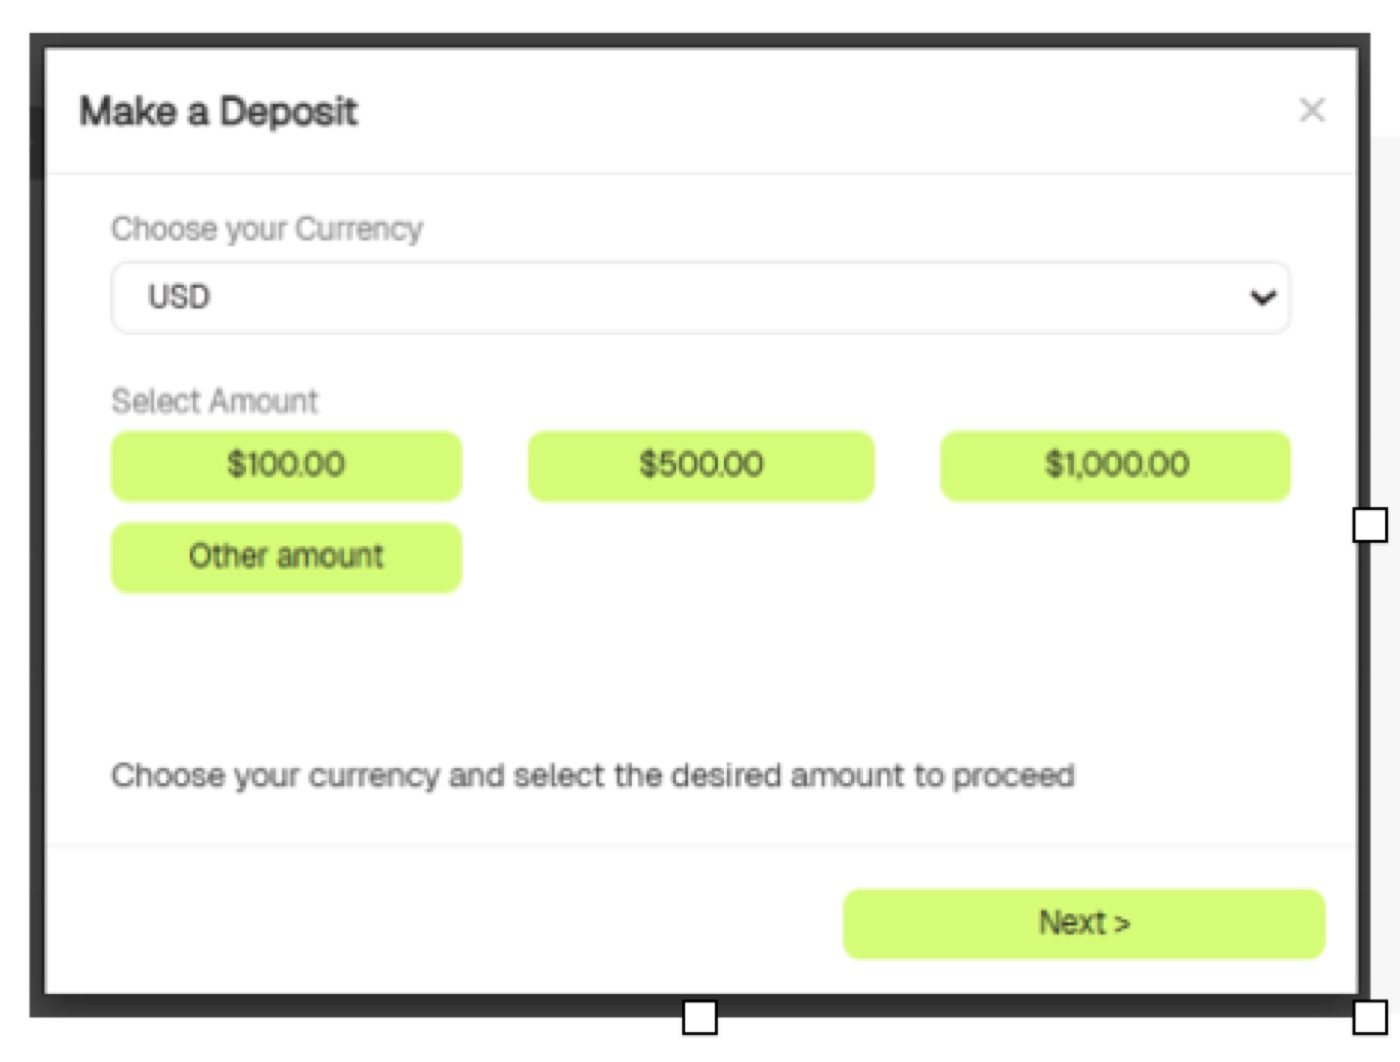 Make a Deposit
Choose your Currency
USD
Select Amount
$100.00 $500.00 $1,000.00
Other amount
Choose your currency and select the desired amount to proceed
Next >